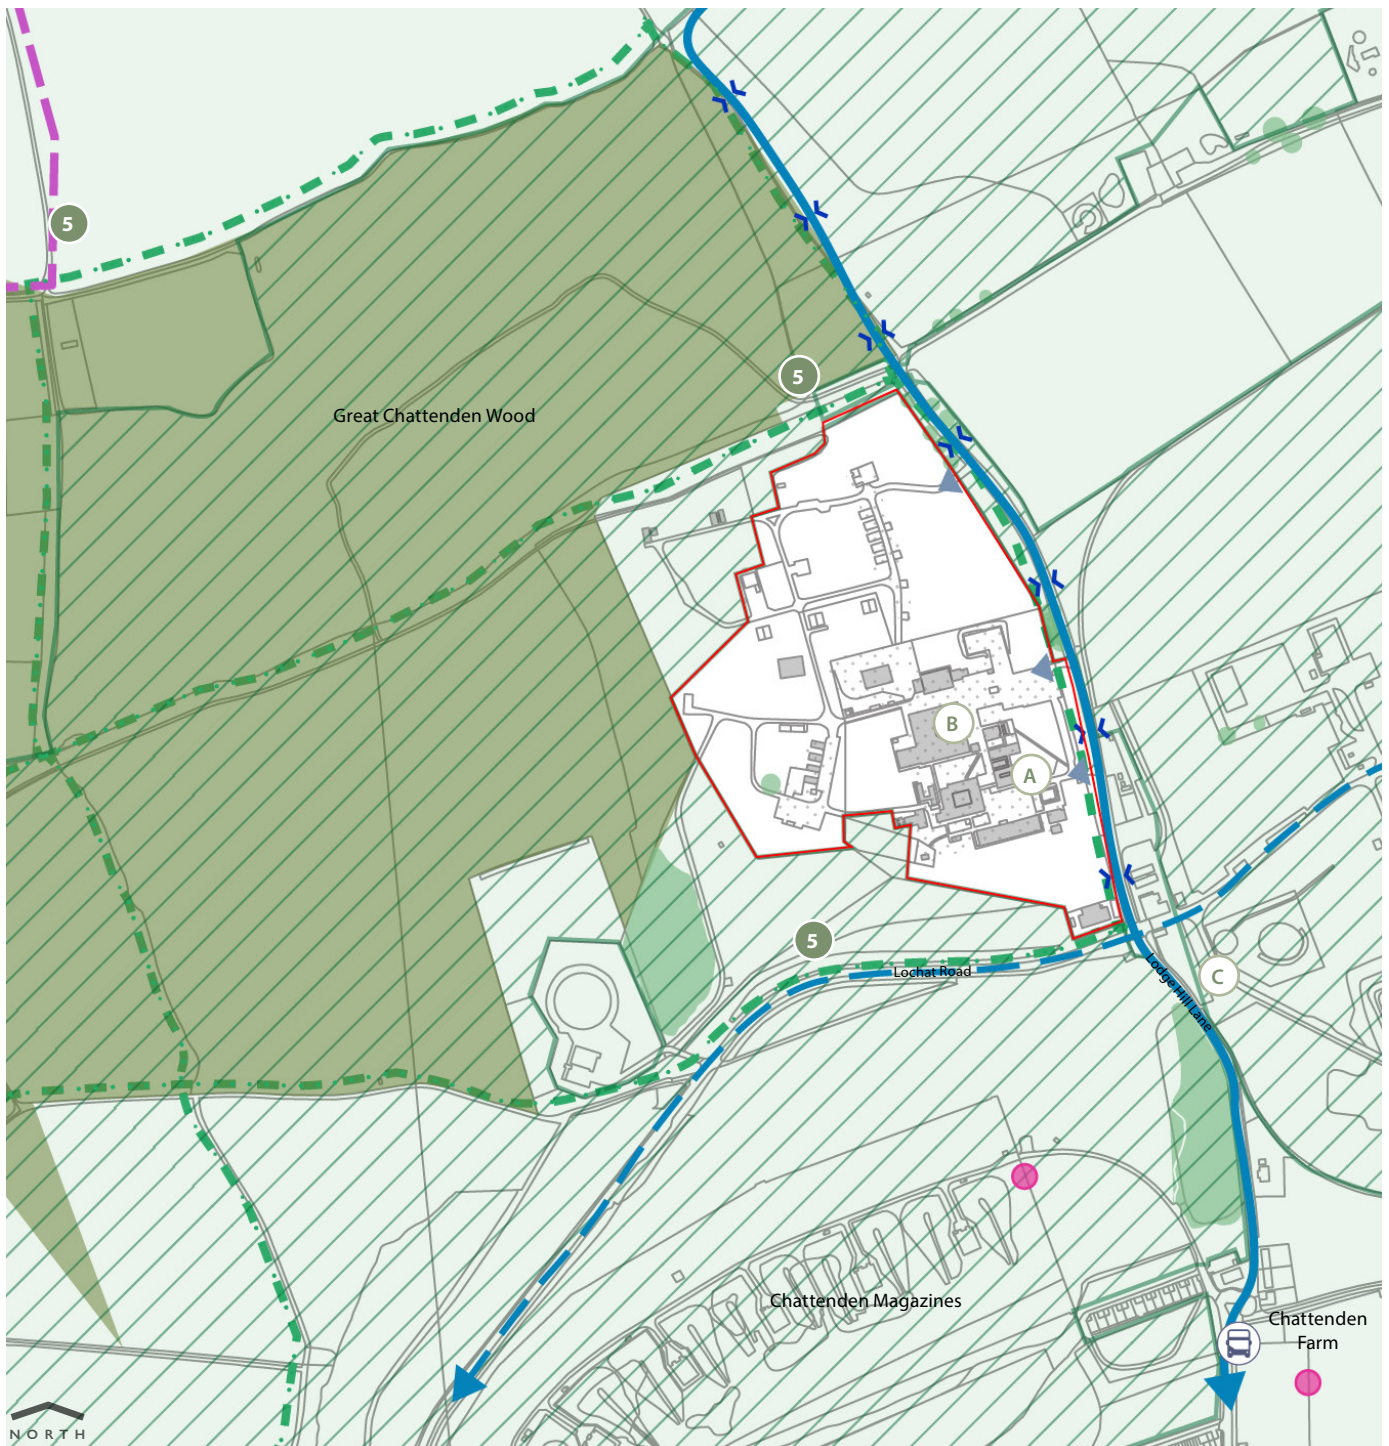 5
5
Great Chattenden Wood
B
A
5
Lochat Road
Lodge Hill Lane
C
Chattenden Magazines
Chattenden
Farm
NORTH